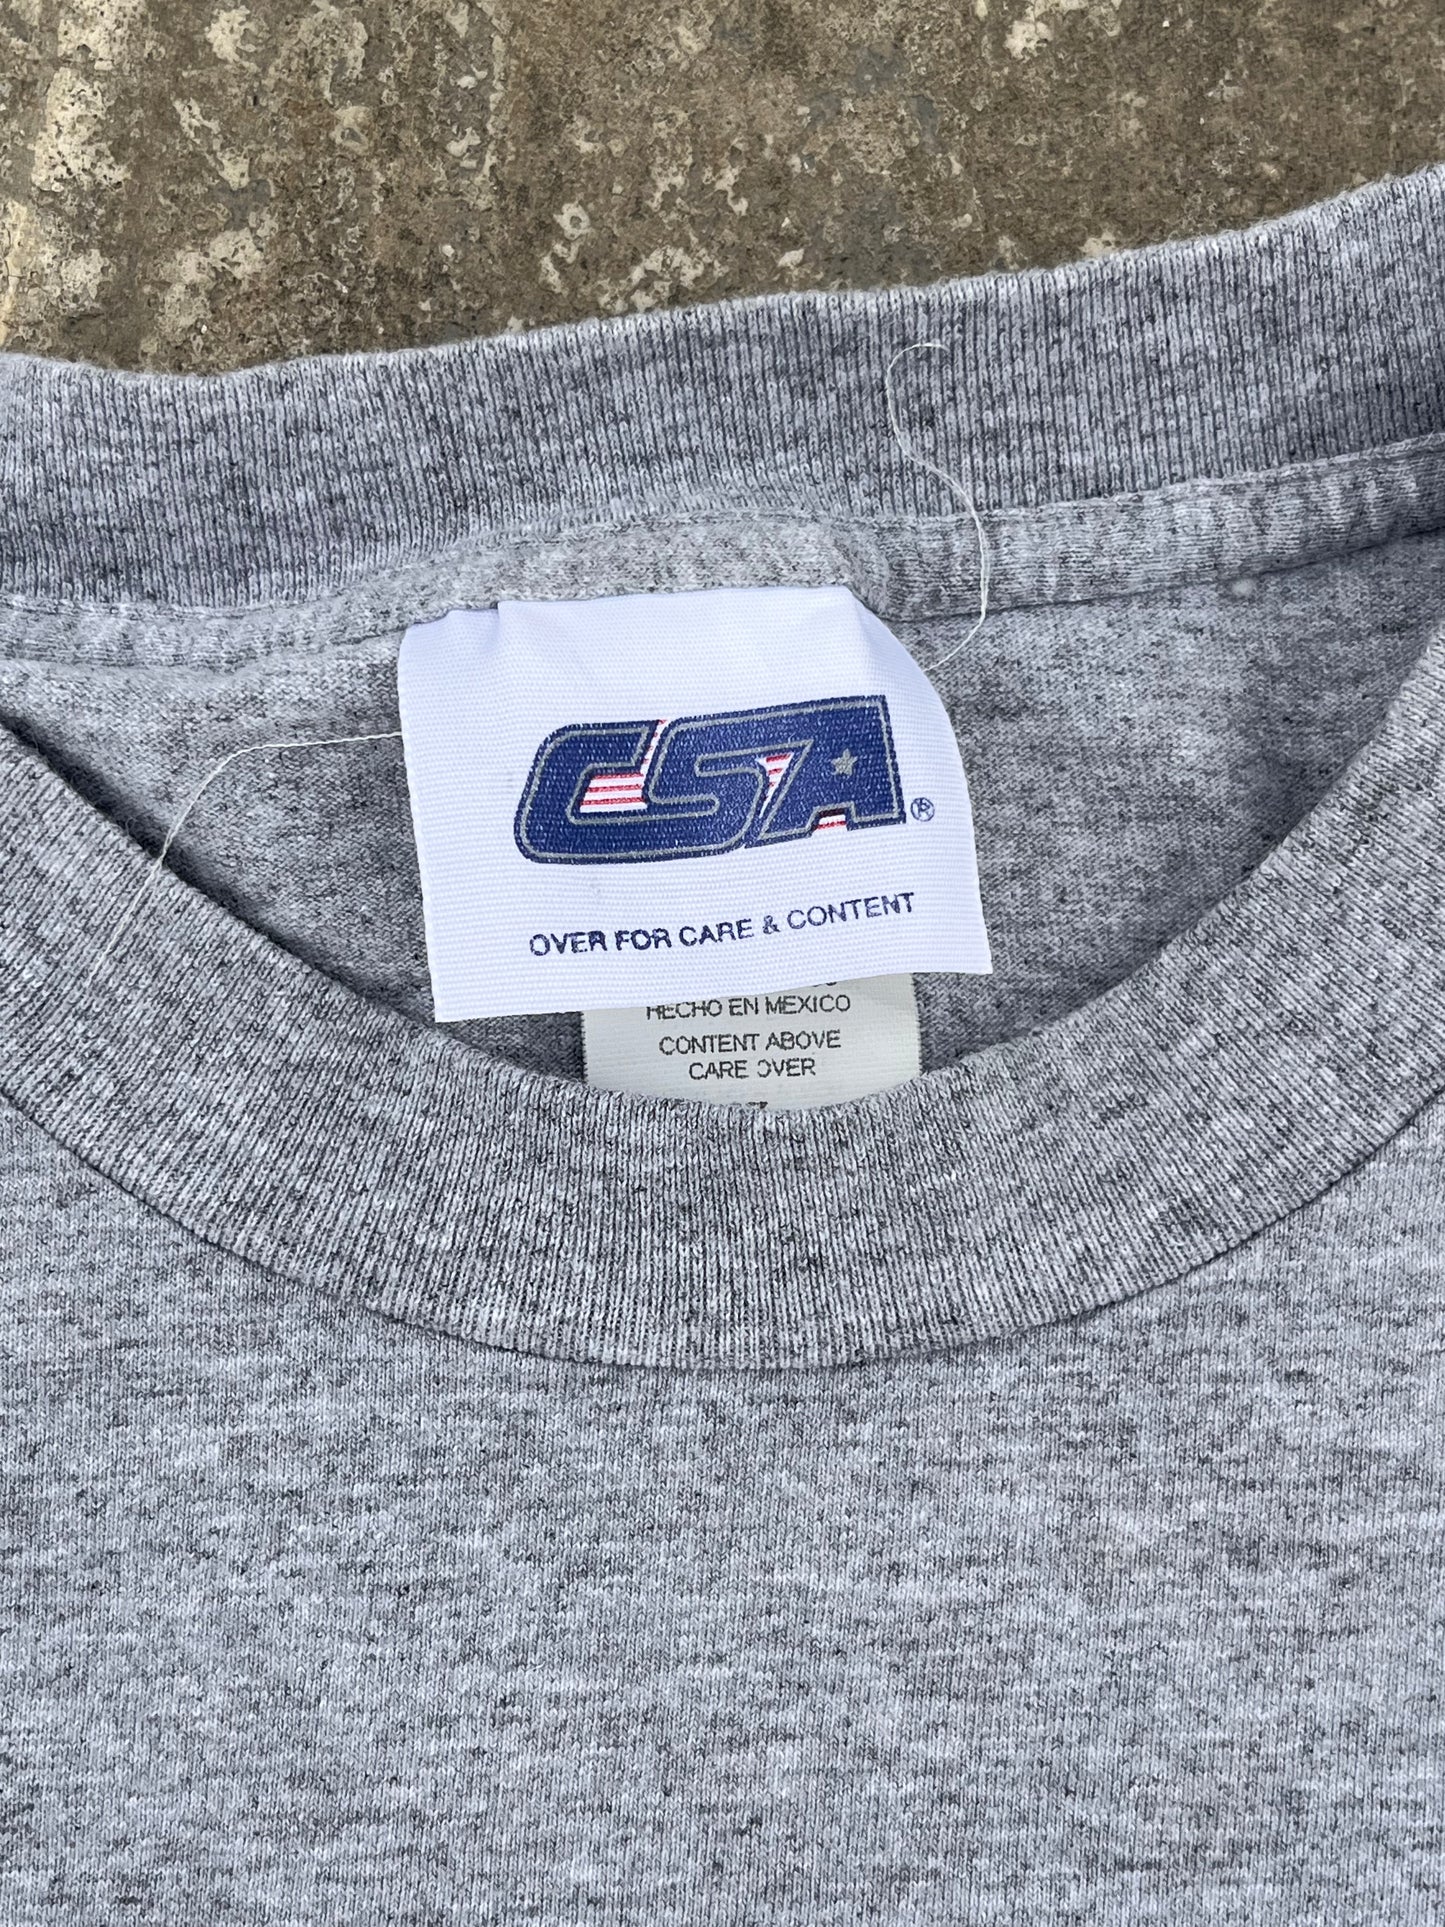 CSA®
OVER FOR CARE & CONTENT
HECHO EN MEXICO
CONTENT ABOVE
CARE OVER